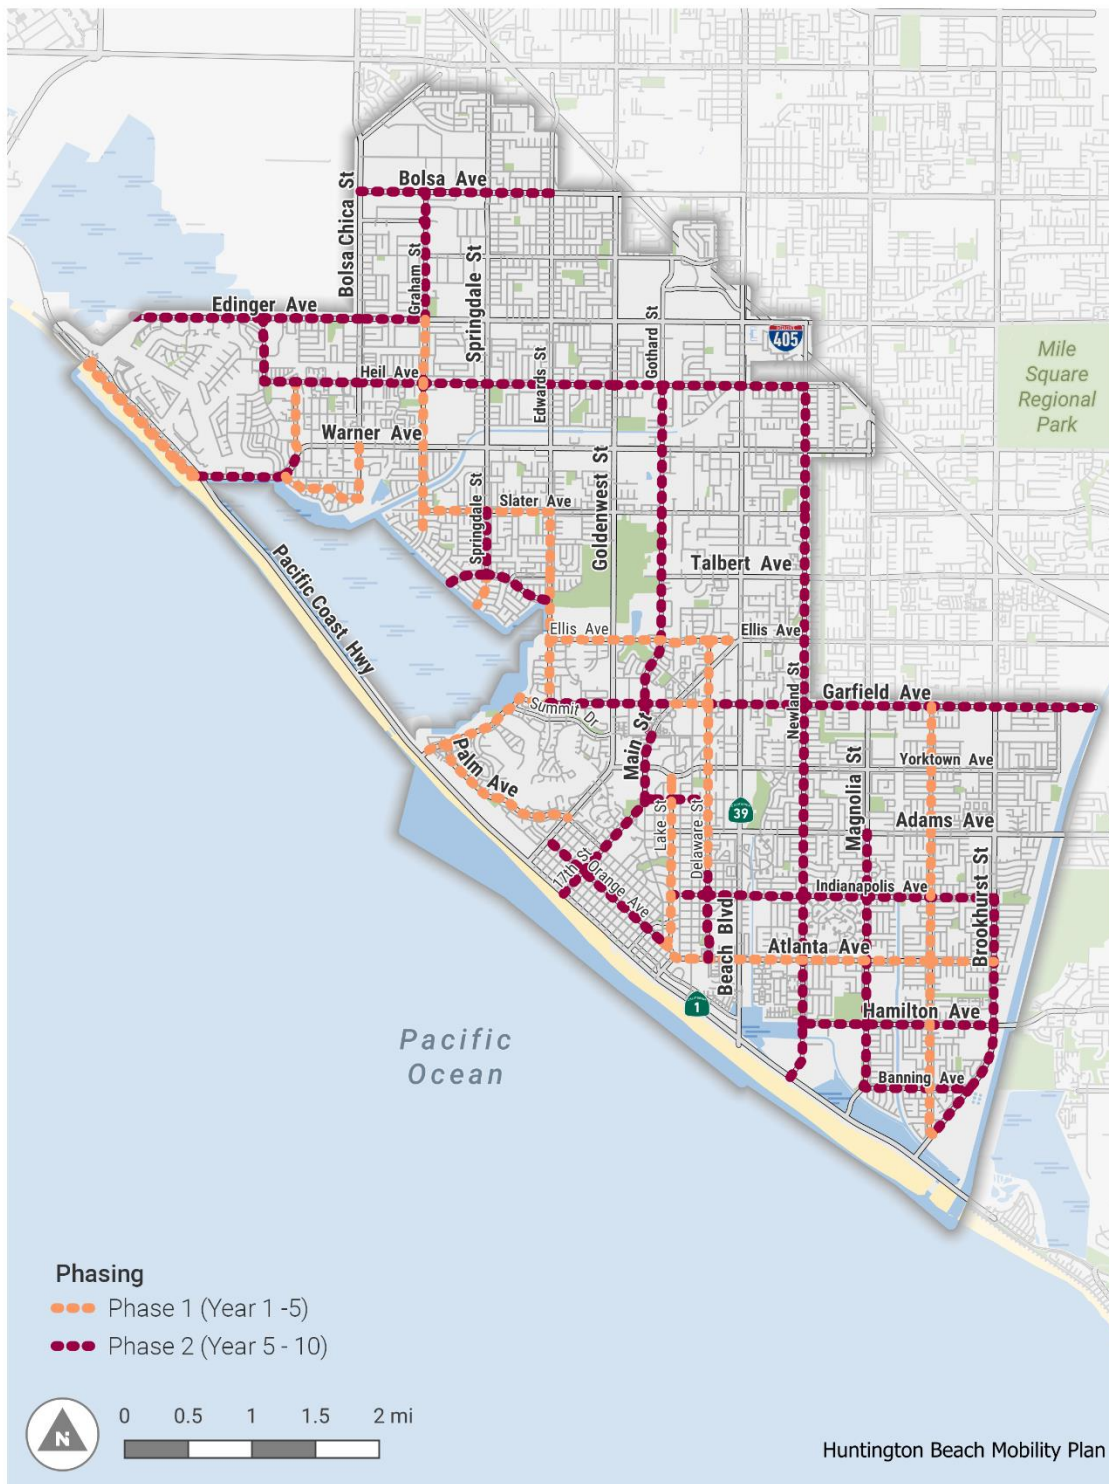 Bolsa Ave
Bolsa Chica St
Graham St
Springdale St
Edinger Ave
Gothard St
405
Mile
Square
Regional
Park
Heil Ave
Edwards St
Warner Ave
Goldenwest St
Springdale St
Slater Ave
Talbert Ave
Pacific Coast Hwy
Ellis Ave
Ellis Ave
Newland St
Garfield Ave
Summit Dr
Main St
Palm Ave
Yorktown Ave
Magnolia St
Lake St
Delaware St
39
Adams Ave
Brookhurst St
17th St
Orange Ave
Indianapolis Ave
Beach Blvd
Atlanta Ave
CALIFORNIA
1
Hamilton Ave
Pacific
Ocean
Banning Ave
Phasing
Phase 1 (Year 1 -5)
Phase 2 (Year 5 - 10)
N
0 0.5 1 1.5 2 mi
Huntington Beach Mobility Plan